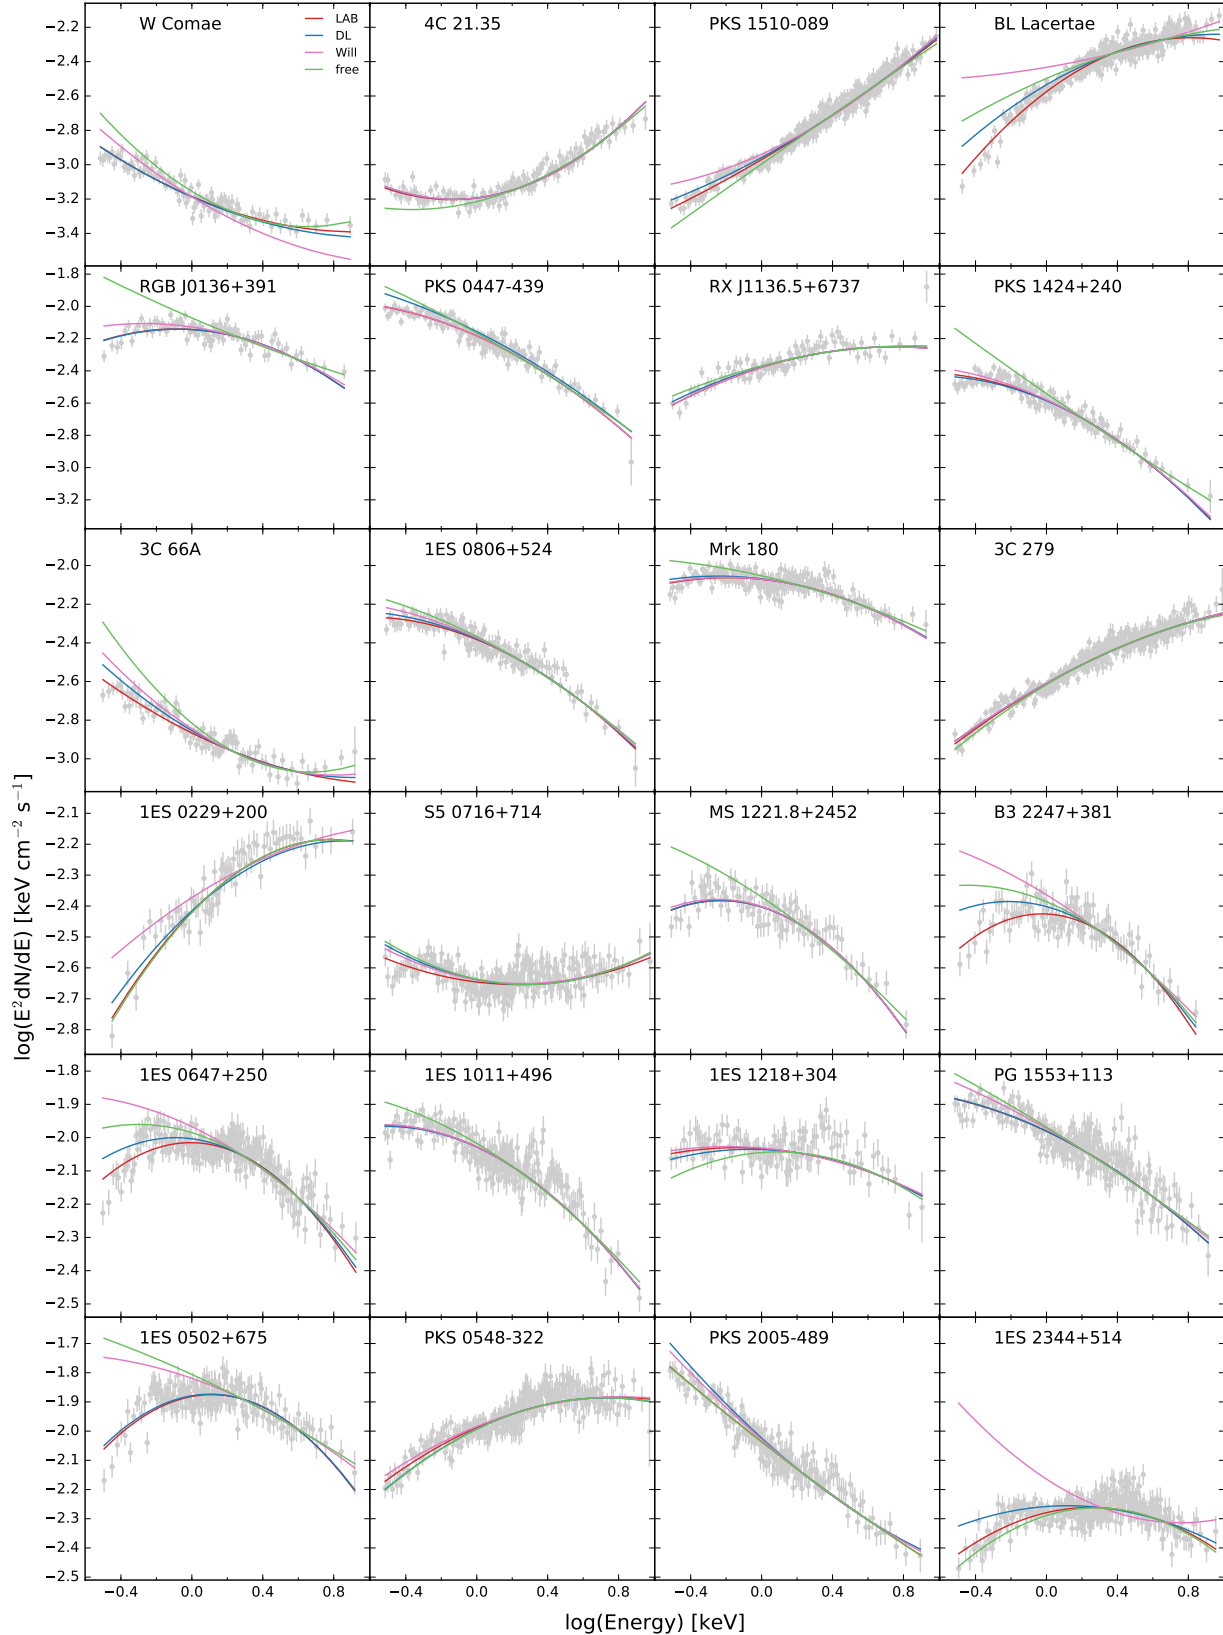 W Comae
LAB
DL
Will
free
4C 21.35
PKS 1510-089
BL Lacertae
−2.2
−2.4
−2.6
−2.8
−3.0
−3.2
−3.4
RGB J0136+391
PKS 0447-439
RX J1136.5+6737
PKS 1424+240
−1.8
−2.0
−2.2
−2.4
−2.6
−2.8
−3.0
−3.2
3C 66A
1ES 0806+524
Mrk 180
3C 279
−2.0
−2.2
−2.4
−2.6
−2.8
−3.0
1ES 0229+200
S5 0716+714
MS 1221.8+2452
B3 2247+381
−2.1
−2.2
−2.3
−2.4
−2.5
−2.6
−2.7
−2.8
log(E²dN/dE) [keV cm⁻² s⁻¹]
1ES 0647+250
1ES 1011+496
1ES 1218+304
PG 1553+113
−1.8
−1.9
−2.0
−2.1
−2.2
−2.3
−2.4
−2.5
1ES 0502+675
PKS 0548-322
PKS 2005-489
1ES 2344+514
−1.7
−1.8
−1.9
−2.0
−2.1
−2.2
−2.3
−2.4
−2.5
−0.4 0.0 0.4 0.8 −0.4 0.0 0.4 0.8 −0.4 0.0 0.4 0.8 −0.4 0.0 0.4 0.8
log(Energy) [keV]